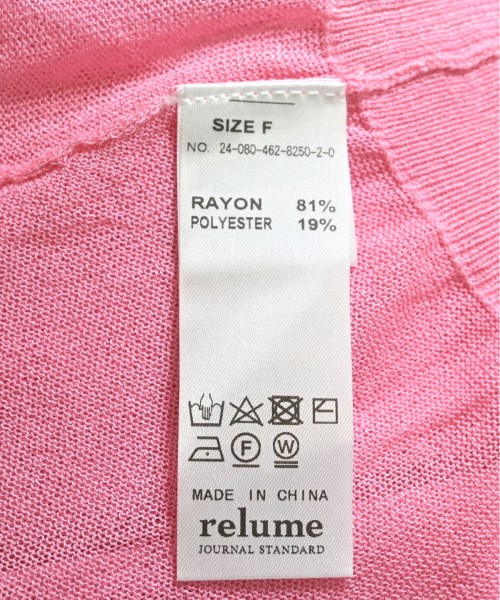 SIZE F
NO. 24-080-462-8250-2-0
RAYON 81%
POLYESTER 19%
F W
MADE IN CHINA
relume
JOURNAL STANDARD